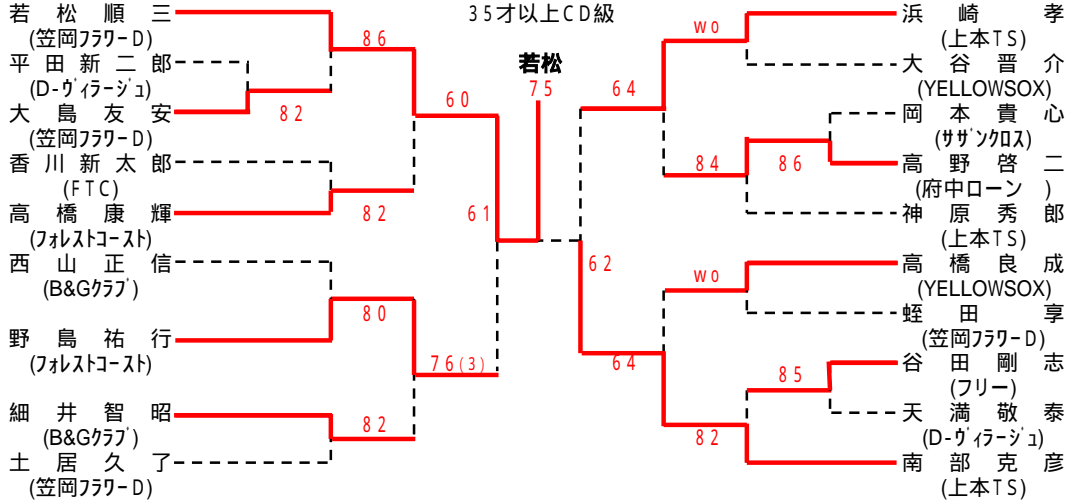 35才以上CD級
若松
75
若松順三
(笠岡ﾌﾗﾜｰD)
平田新二郎
(D-ｳﾞｨﾗｰｼﾞｭ)
大島友安
(笠岡ﾌﾗﾜｰD)
香川新太郎
(FTC)
高橋康輝
(ﾌｫﾚｽﾄｺｰｽﾄ)
西山正信
(B&Gｸﾗﾌﾞ)
野島祐行
(ﾌｫﾚｽﾄｺｰｽﾄ)
細井智昭
(B&Gｸﾗﾌﾞ)
土居久了
(笠岡ﾌﾗﾜｰD)
86
82
82
80
82
60
76(3)
61
62
64
64
wo
84
86
wo
85
82
浜崎孝
(上本TS)
大谷晋介
(YELLOWSOX)
岡本貴心
(ｻｻﾞﾝｸﾛｽ)
高野啓二
(府中ローン )
神原秀郎
(上本TS)
高橋良成
(YELLOWSOX)
蛭田享
(笠岡ﾌﾗﾜｰD)
谷田剛志
(フリー)
天満敬泰
(D-ｳﾞｨﾗｰｼﾞｭ)
南部克彦
(上本TS)